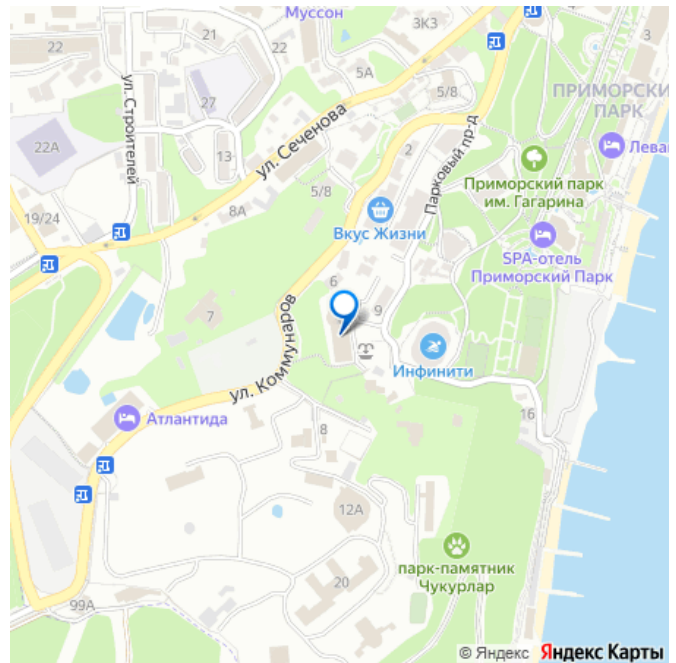 Муссон
3К3
22
21
22
3
5А
5/8
27
ПРИМОРСКИ
ПАРК
ул. Строителей
22А
ул. Сеченова
13
2
Парковый пр-д
Лева
Приморский парк
им. Гагарина
5/8
19/24
8А
Вкус Жизни
SPA-отель
Приморский Парк
6
7
9
ул. Коммунаров
Инфинити
Атлантида
16
8
12А
парк-памятник
Чукурлар
20
99А
© Яндекс Яндекс Карты